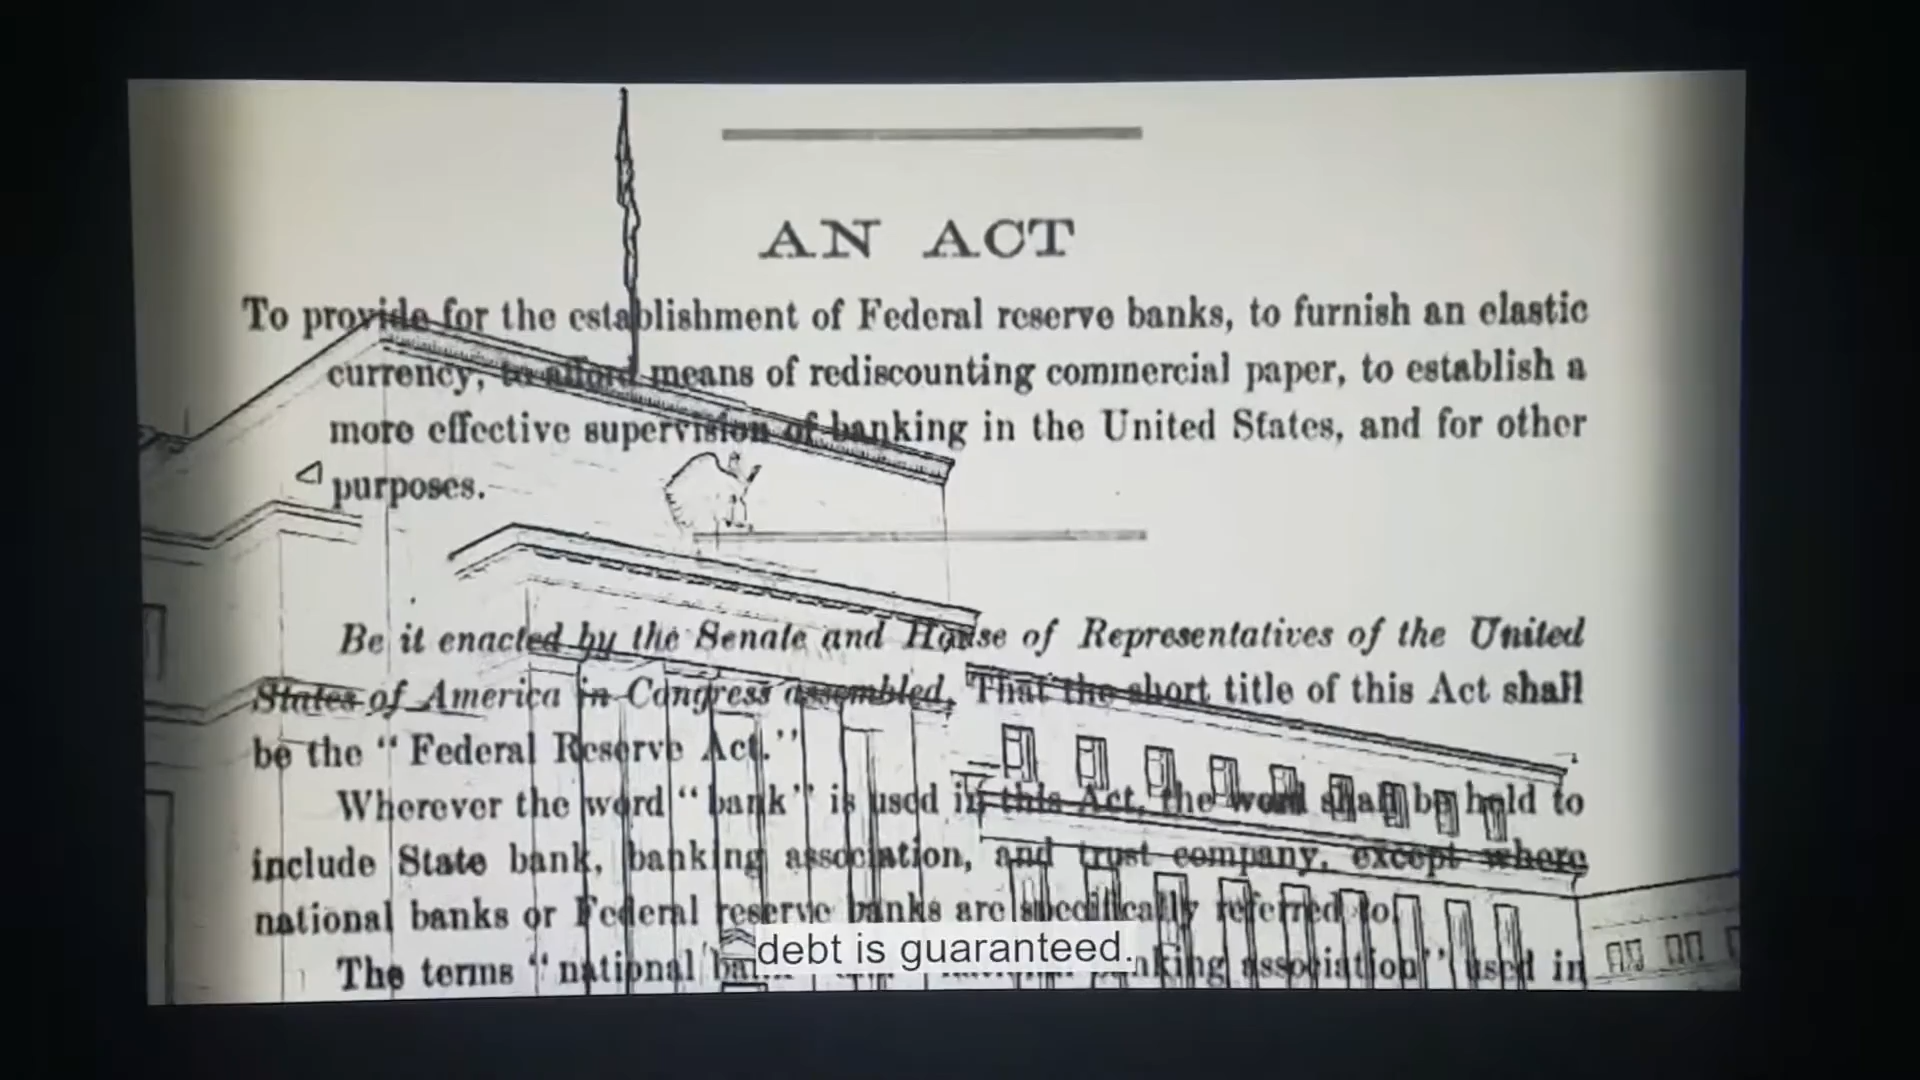 AN ACT
To provide for the establishment of Federal reserve banks, to furnish an elastic
currency, to afford means of rediscounting commercial paper, to establish a
more effective supervision of banking in the United States, and for other
purposes.
Be it enacted by the Senate and House of Representatives of the United
States of America in Congress assembled, That the short title of this Act shall
be the “Federal Reserve Act.”
Wherever the word “bank” is used in this Act, the word shall be held to
include State bank, banking association, and trust company, except where
national banks or Federal reserve banks are specifically referred to.
debt is guaranteed.
The terms “national banking association” used in